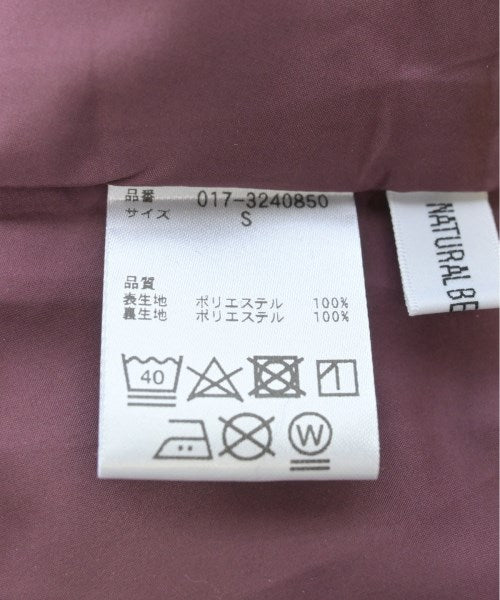 品番 017-3240850
サイズ S
品質
表生地 ポリエステル 100%
裏生地 ポリエステル 100%
40
W
NATURAL BE